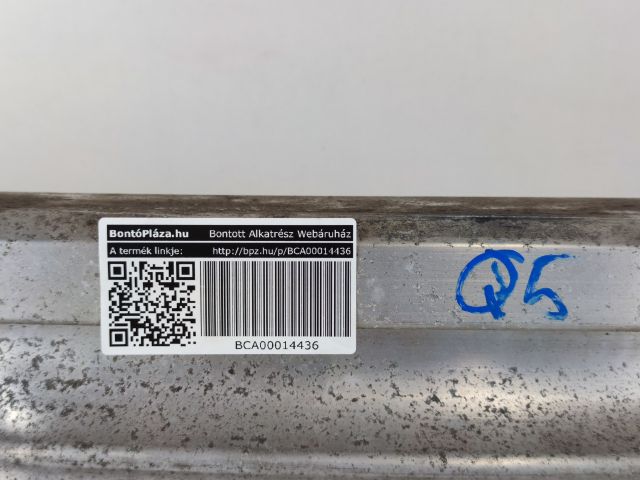 BontóPláza.hu Bontott Alkatrész Webáruház
A termék linkje: http://bpz.hu/p/BCA00014436
BCA00014436
Q5